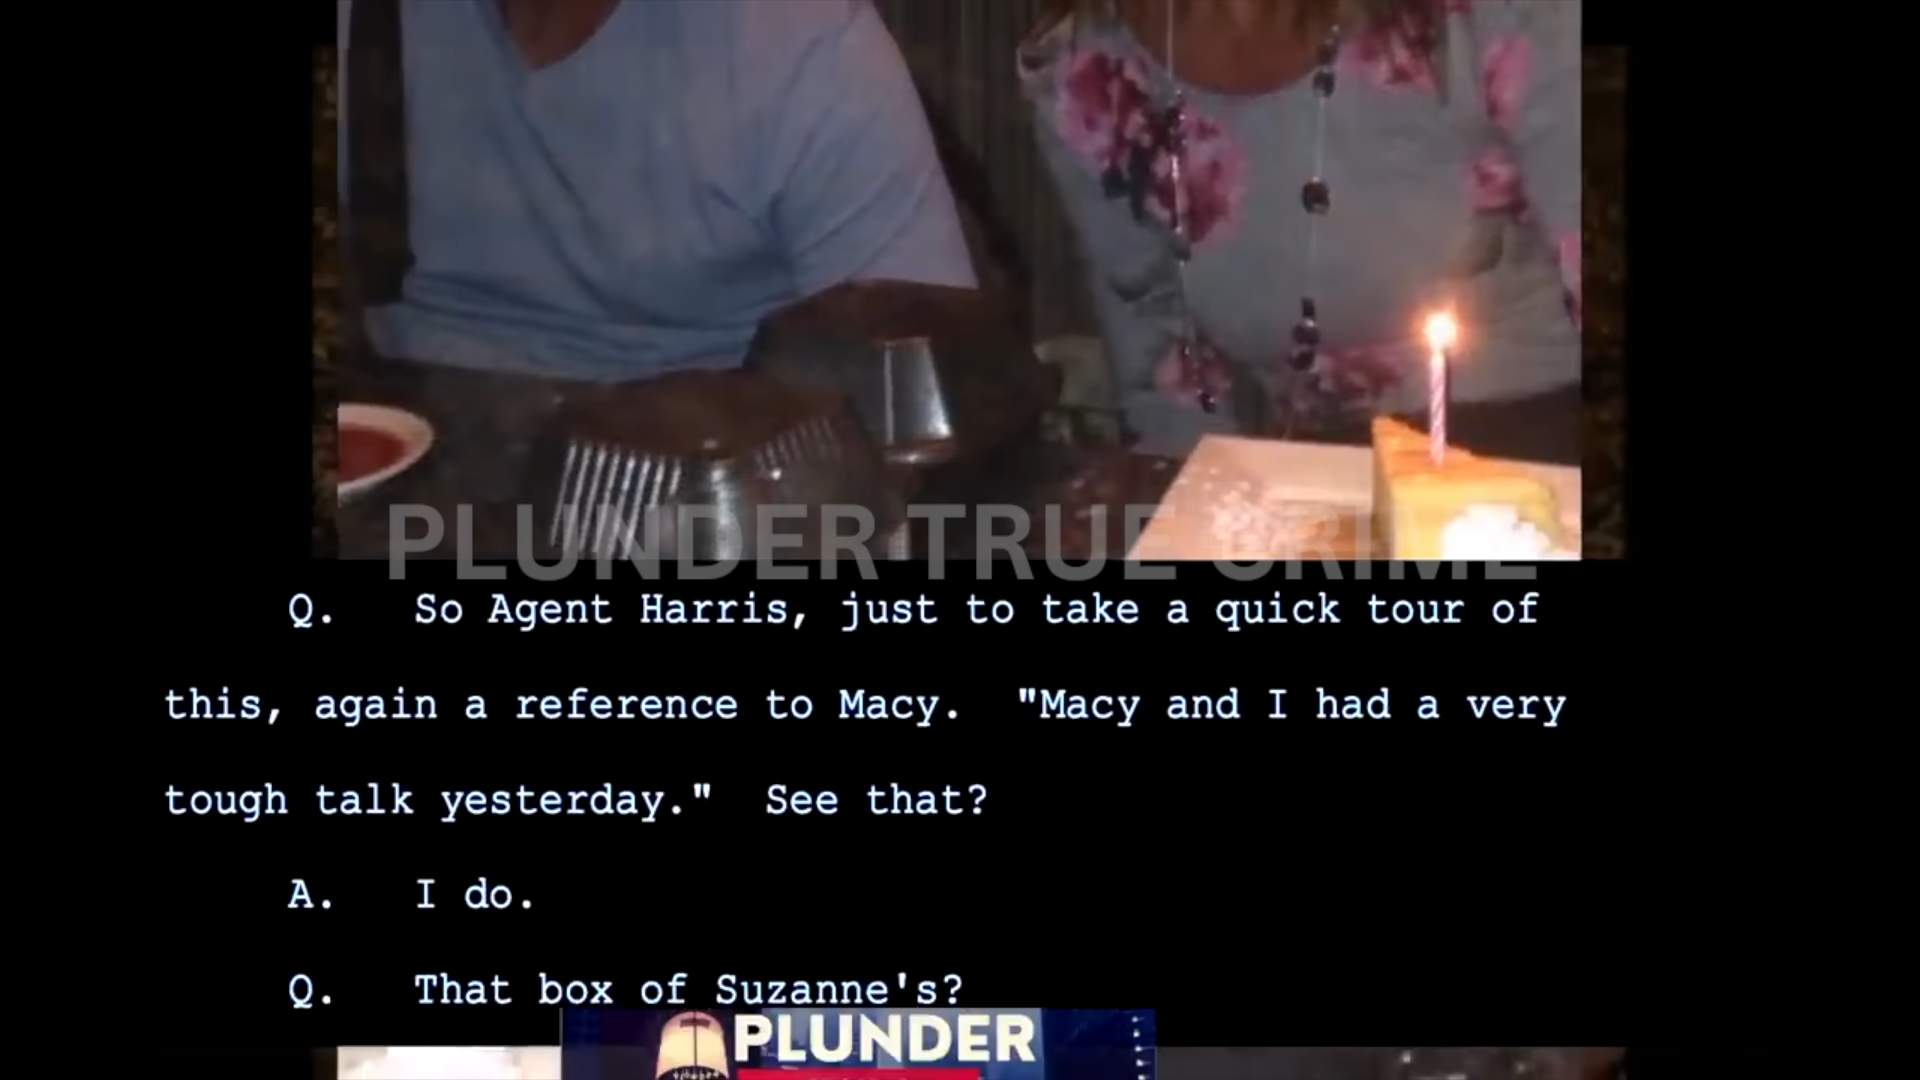 PLUNDER TRUE CRIME
Q. So Agent Harris, just to take a quick tour of
this, again a reference to Macy. "Macy and I had a very
tough talk yesterday." See that?
A. I do.
Q. That box of Suzanne's?
PLUNDER